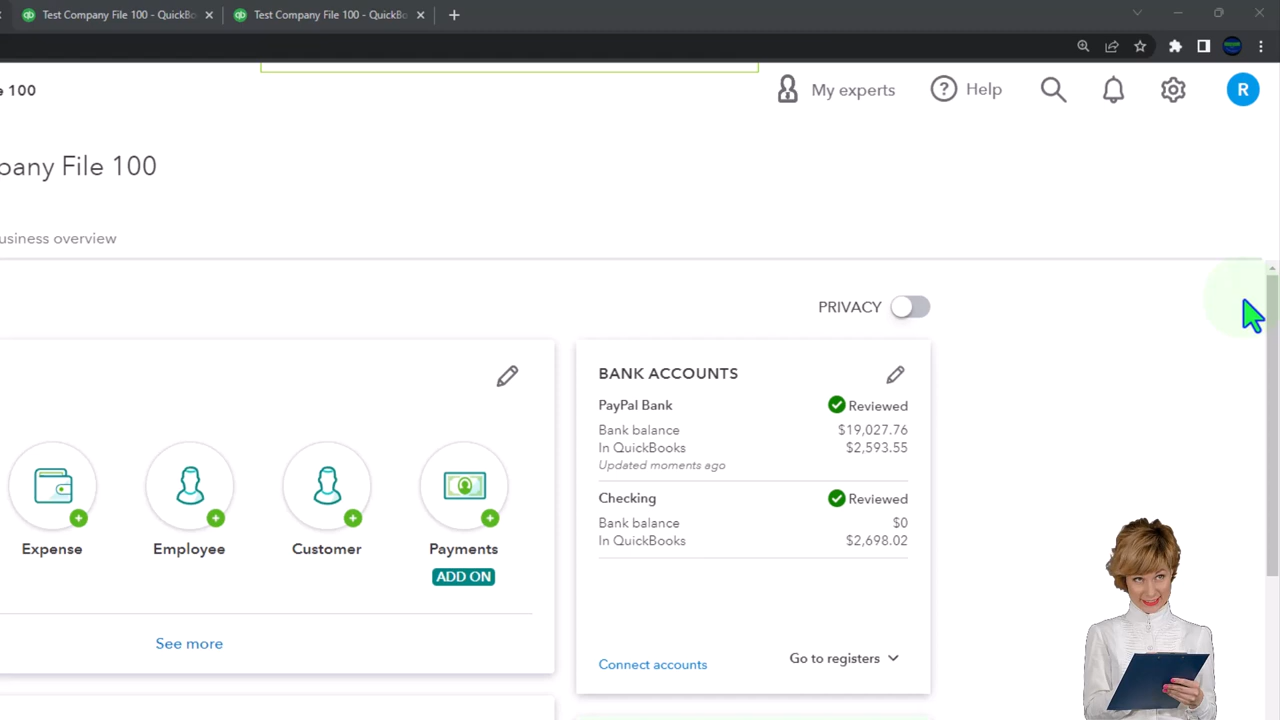 Test Company File 100 - QuickBo
Test Company File 100 - QuickBo
e 100
My experts
Help
R
pany File 100
usiness overview
PRIVACY
Expense
Employee
Customer
Payments
ADD ON
See more
BANK ACCOUNTS
PayPal Bank Reviewed
Bank balance $19,027.76
In QuickBooks $2,593.55
Updated moments ago
Checking Reviewed
Bank balance $0
In QuickBooks $2,698.02
Connect accounts Go to registers